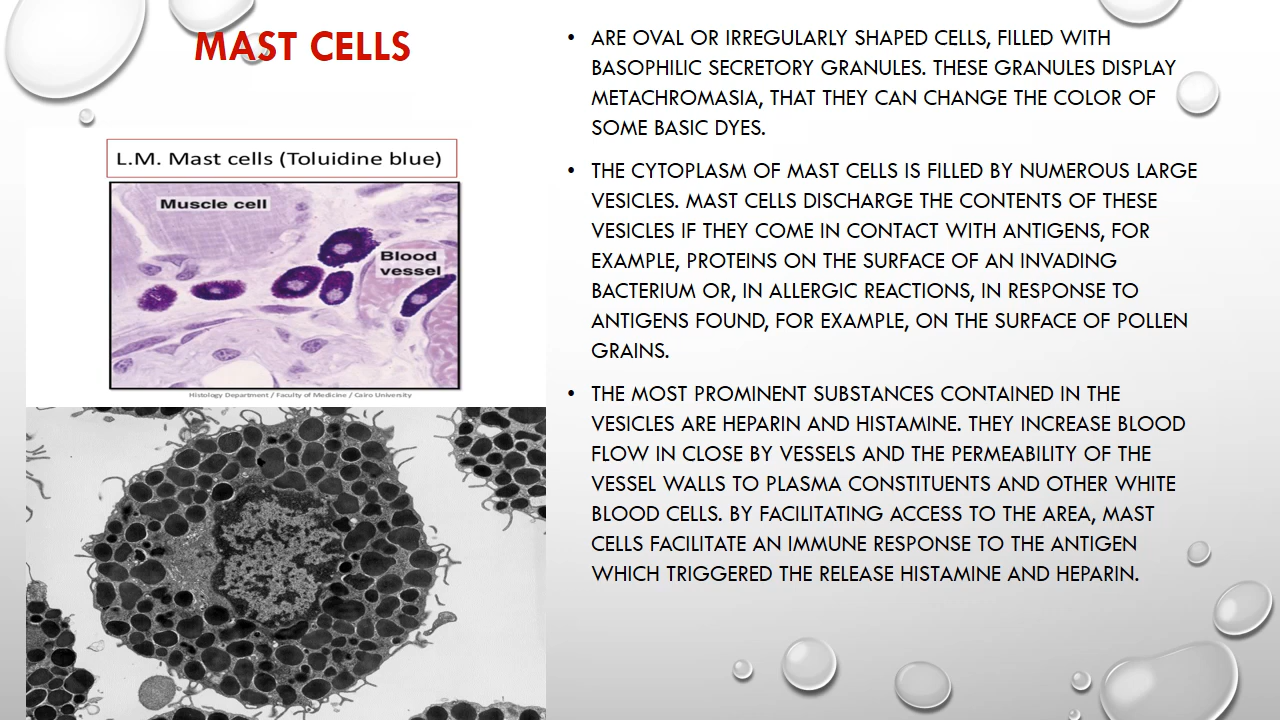 MAST CELLS
L.M. Mast cells (Toluidine blue)
Muscle cell
Blood
vessel
Histology Department / Faculty of Medicine / Cairo University
• ARE OVAL OR IRREGULARLY SHAPED CELLS, FILLED WITH
BASOPHILIC SECRETORY GRANULES. THESE GRANULES DISPLAY
METACHROMASIA, THAT THEY CAN CHANGE THE COLOR OF
SOME BASIC DYES.
• THE CYTOPLASM OF MAST CELLS IS FILLED BY NUMEROUS LARGE
VESICLES. MAST CELLS DISCHARGE THE CONTENTS OF THESE
VESICLES IF THEY COME IN CONTACT WITH ANTIGENS, FOR
EXAMPLE, PROTEINS ON THE SURFACE OF AN INVADING
BACTERIUM OR, IN ALLERGIC REACTIONS, IN RESPONSE TO
ANTIGENS FOUND, FOR EXAMPLE, ON THE SURFACE OF POLLEN
GRAINS.
• THE MOST PROMINENT SUBSTANCES CONTAINED IN THE
VESICLES ARE HEPARIN AND HISTAMINE. THEY INCREASE BLOOD
FLOW IN CLOSE BY VESSELS AND THE PERMEABILITY OF THE
VESSEL WALLS TO PLASMA CONSTITUENTS AND OTHER WHITE
BLOOD CELLS. BY FACILITATING ACCESS TO THE AREA, MAST
CELLS FACILITATE AN IMMUNE RESPONSE TO THE ANTIGEN
WHICH TRIGGERED THE RELEASE HISTAMINE AND HEPARIN.